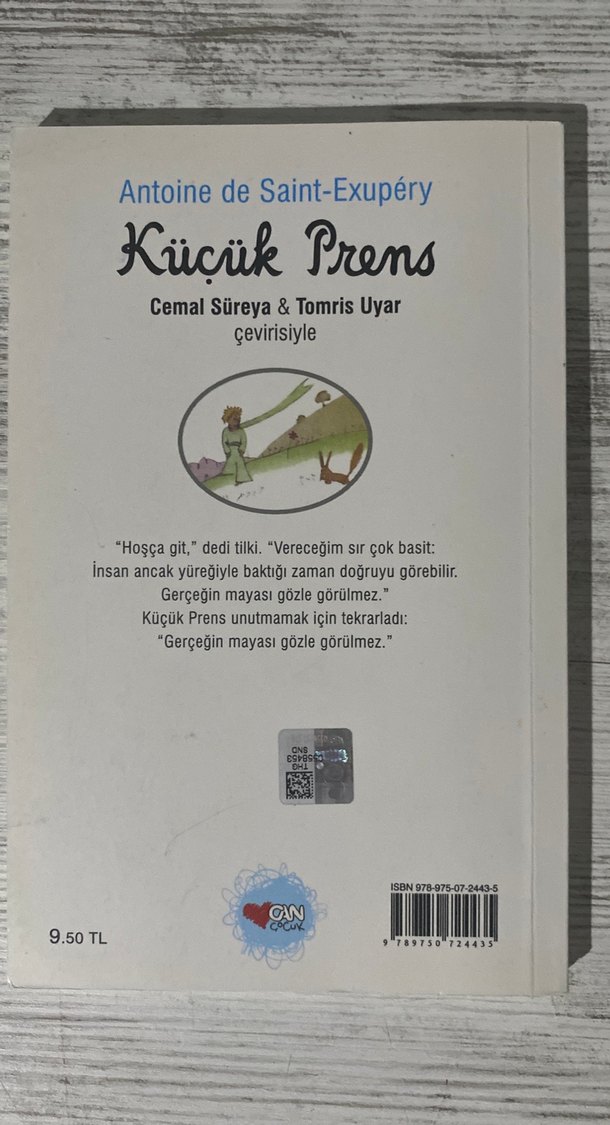 Antoine de Saint-Exupéry
Küçük Prens
Cemal Süreya & Tomris Uyar
çevirisiyle
“Hoşça git,” dedi tilki. “Vereceğim sır çok basit:
İnsan ancak yüreğiyle baktığı zaman doğruyu görebilir.
Gerçeğin mayası gözle görülmez.”
Küçük Prens unutmamak için tekrarladı:
“Gerçeğin mayası gözle görülmez.”
THG
SND
9.50 TL
CAN
ÇOCUK
ISBN 978-975-07-2443-5
9 789750 724435